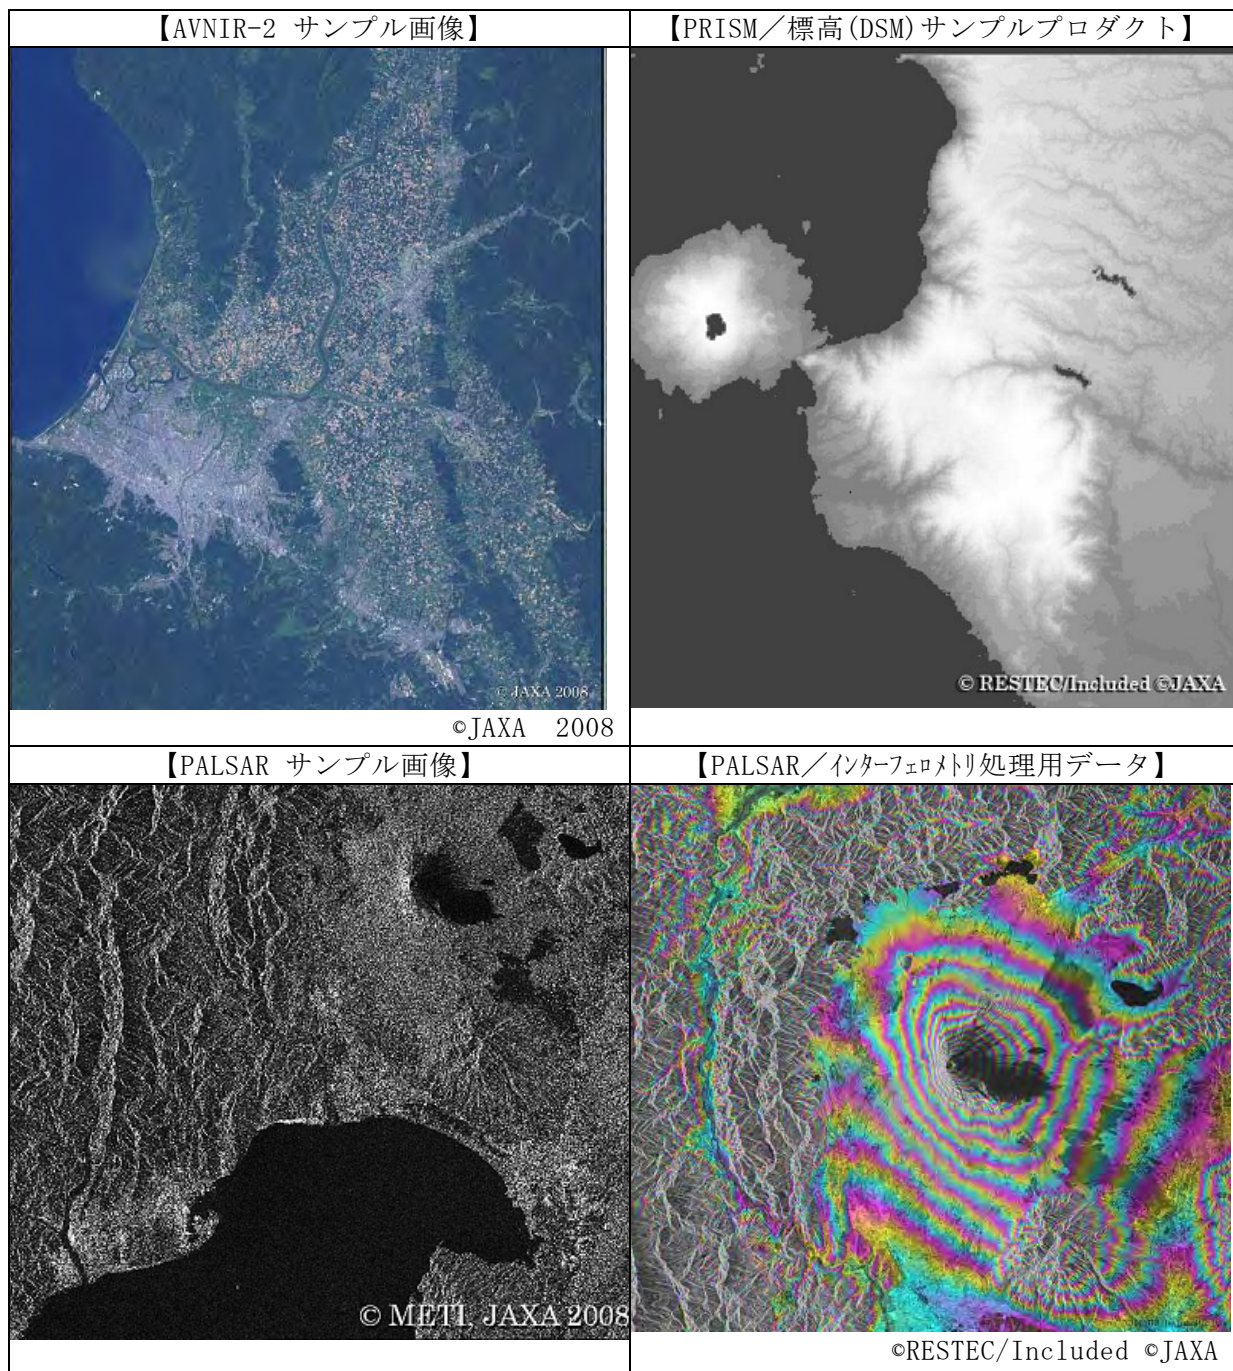 【AVNIR-2 サンプル画像】
【PRISM／標高(DSM)サンプルプロダクト】
© JAXA 2008
© RESTEC/Included ©JAXA
©JAXA 2008
【PALSAR サンプル画像】
【PALSAR／インターフェロメトリ処理用データ】
© METI, JAXA 2008
©RESTEC/Included ©JAXA